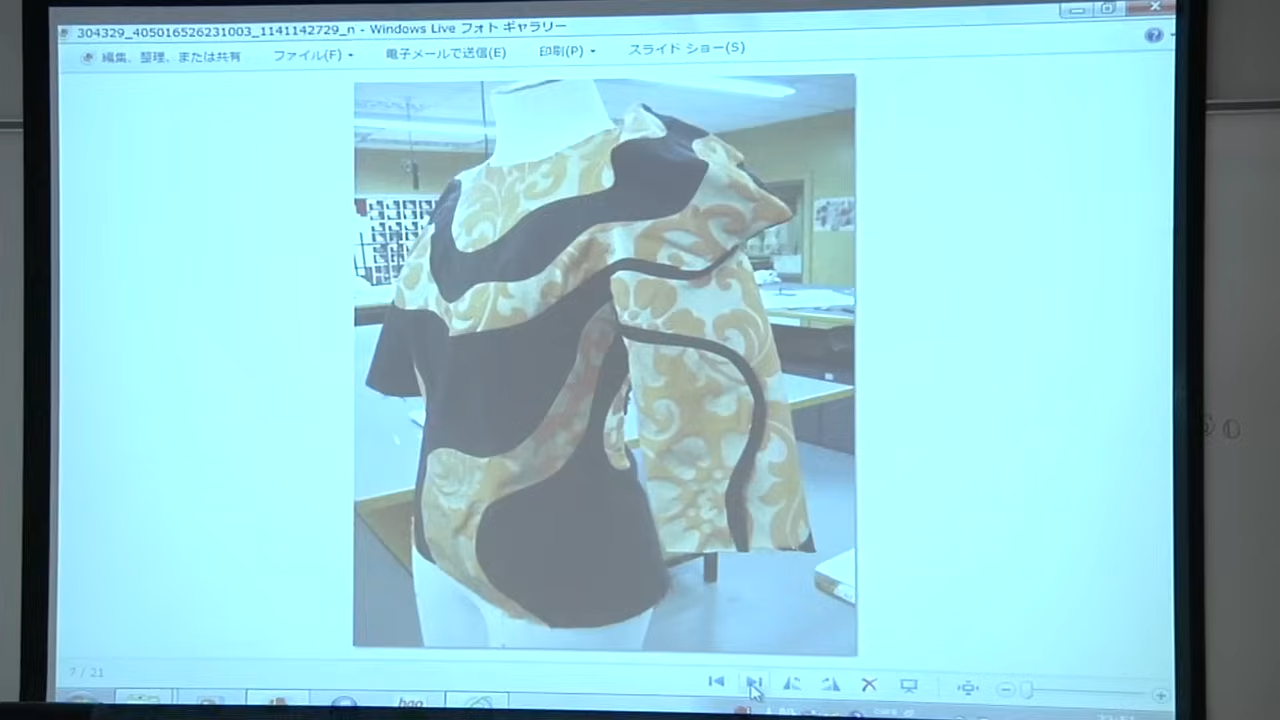 304329_405016526231003_1141142729_n - Windows Live フォト ギャラリー
編集、整理、または共有 ファイル(F) 電子メールで送信(E) 印刷(P) スライド ショー(S)
7 / 21